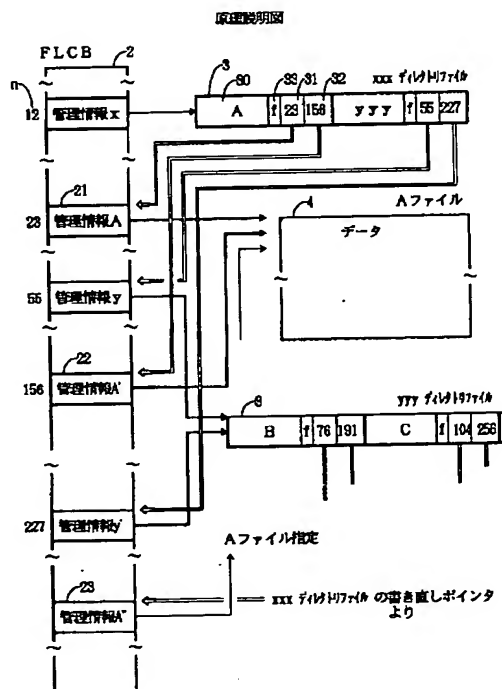 原理説明図
FLCB
2
n
12
管理情報x
3
30
33
31
32
xxx ディレクトリファイル
A
f
23
156
yyy
f
55
227
21
23
管理情報A
4
Aファイル
データ
55
管理情報y
22
156
管理情報A'
yyy ディレクトリファイル
B
f
76
191
C
f
104
256
227
管理情報y'
Aファイル指定
23
管理情報A"
xxx ディレクトリファイル の書き直しポインタ
より